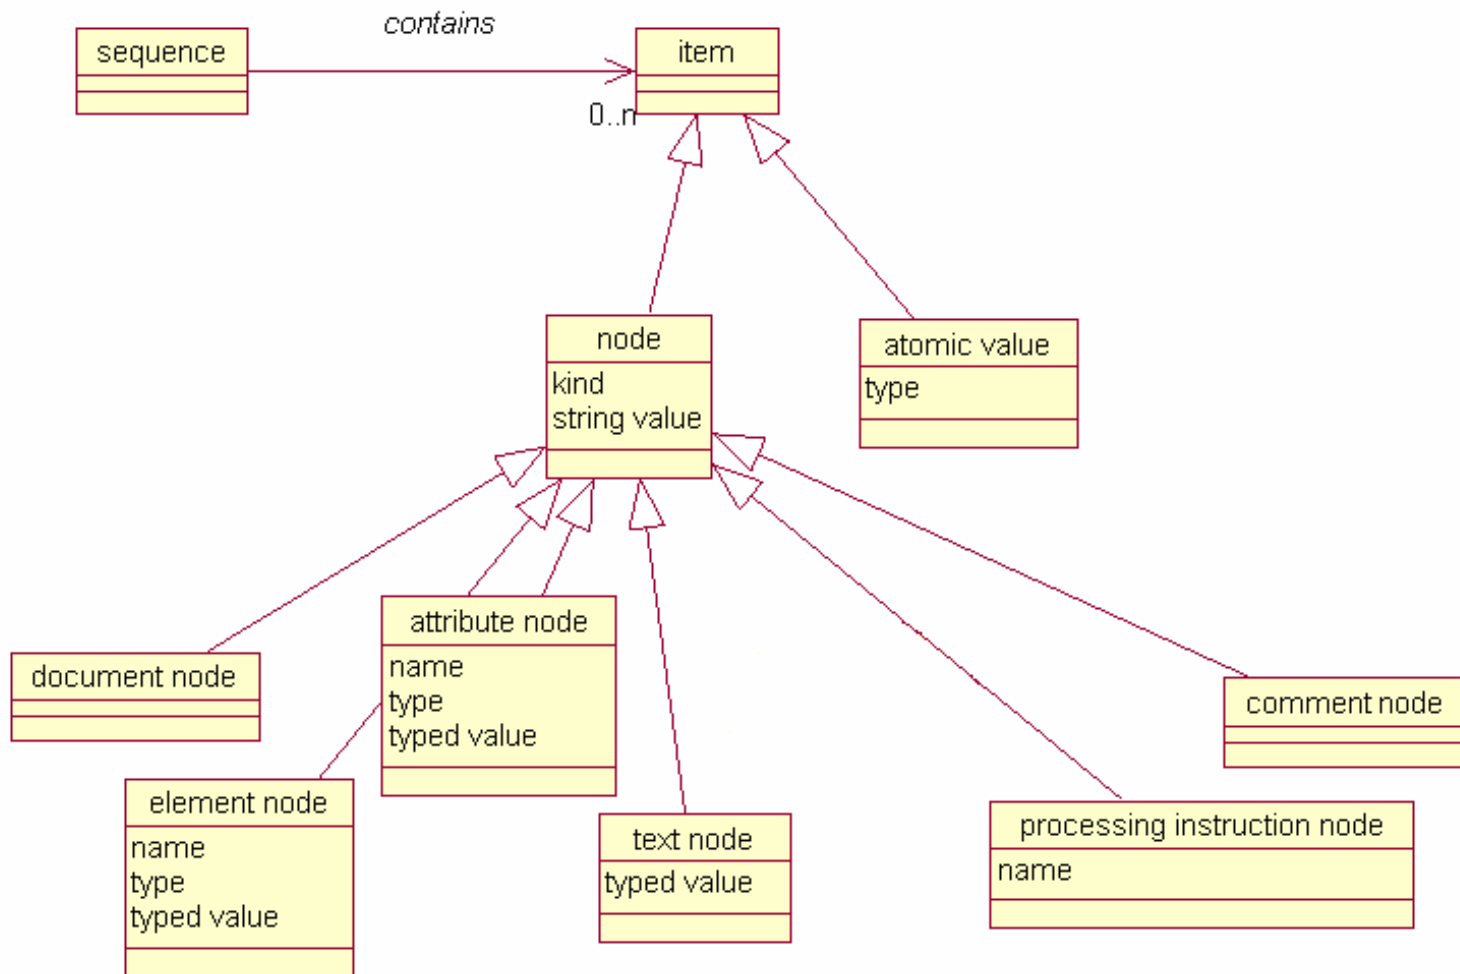 contains
sequence
item
0..n
node
kind
string value
atomic value
type
attribute node
name
type
typed value
document node
comment node
element node
name
type
typed value
text node
typed value
processing instruction node
name